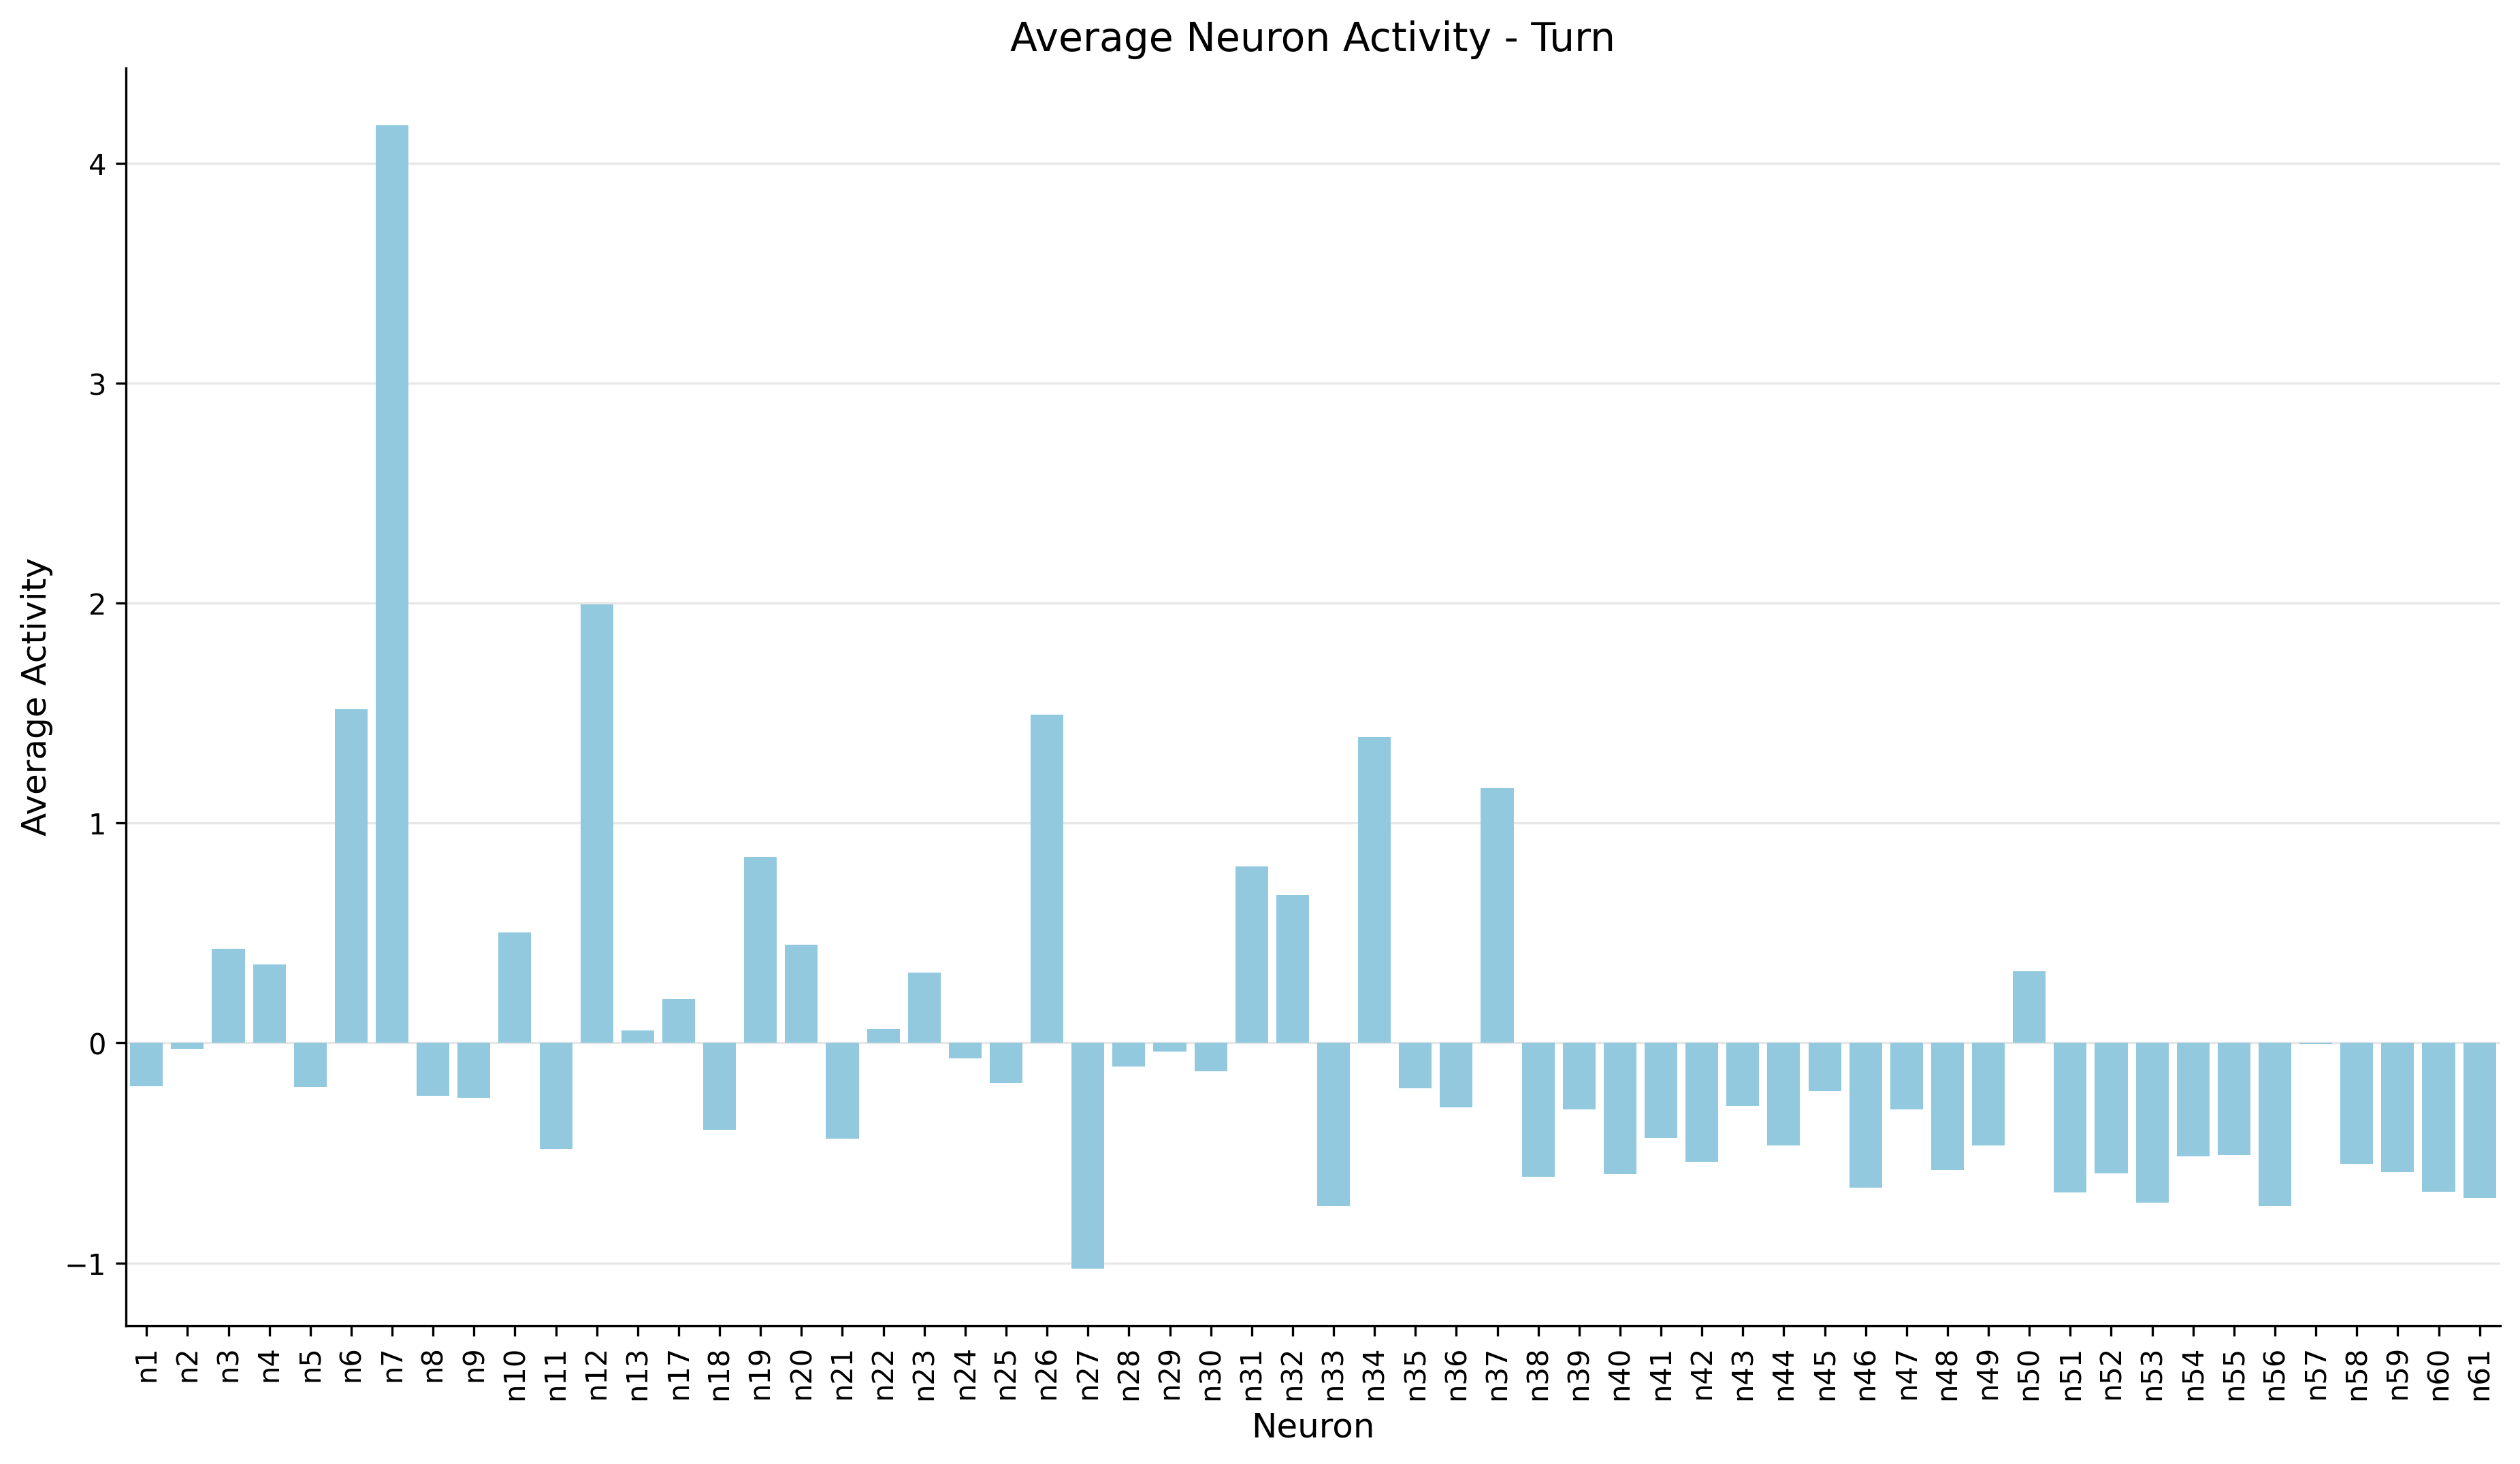 Average Neuron Activity - Turn
Average Activity
4
3
2
1
0
−1
n1
n2
n3
n4
n5
n6
n7
n8
n9
n10
n11
n12
n13
n17
n18
n19
n20
n21
n22
n23
n24
n25
n26
n27
n28
n29
n30
n31
n32
n33
n34
n35
n36
n37
n38
n39
n40
n41
n42
n43
n44
n45
n46
n47
n48
n49
n50
n51
n52
n53
n54
n55
n56
n57
n58
n59
n60
n61
Neuron